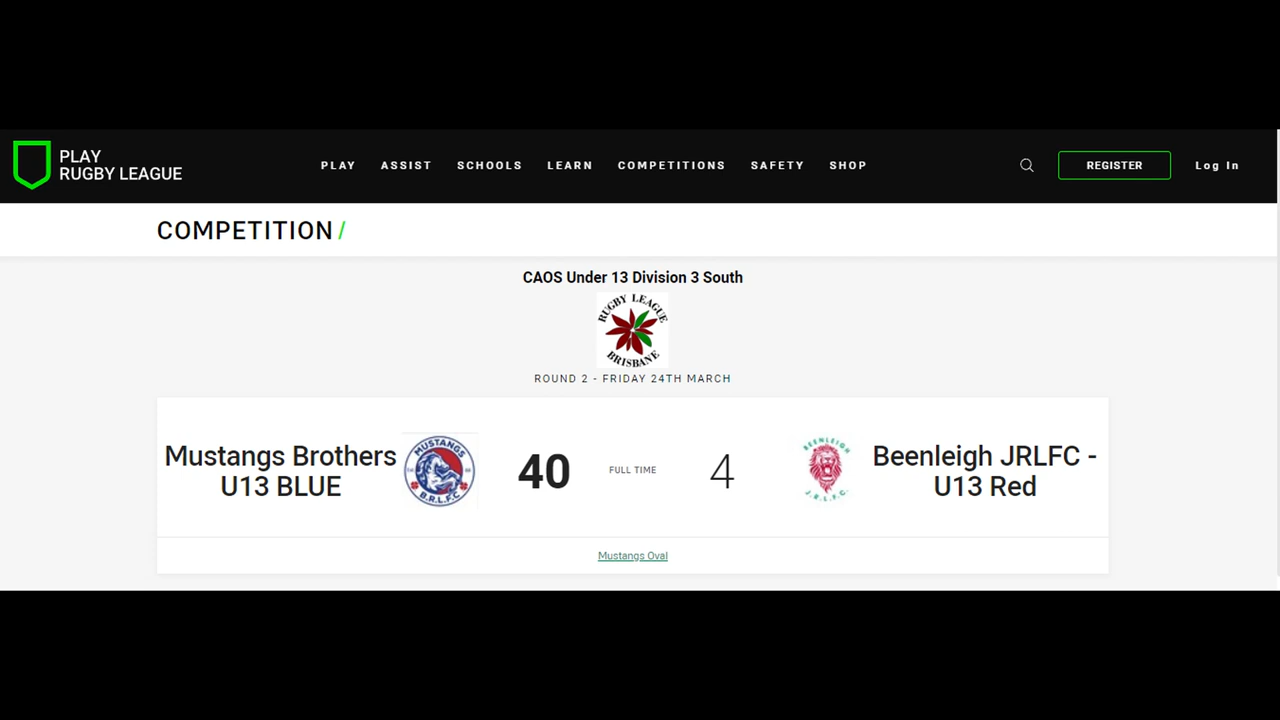 PLAY
RUGBY LEAGUE
PLAY ASSIST SCHOOLS LEARN COMPETITIONS SAFETY SHOP REGISTER Log In
COMPETITION /
CAOS Under 13 Division 3 South
RUGBY LEAGUE
BRISBANE
ROUND 2 - FRIDAY 24TH MARCH
Mustangs Brothers
U13 BLUE
MUSTANGS
B.R.L.F.C
40 FULL TIME 4
BEENLEIGH
J.R.L.F.C.
Beenleigh JRLFC -
U13 Red
Mustangs Oval